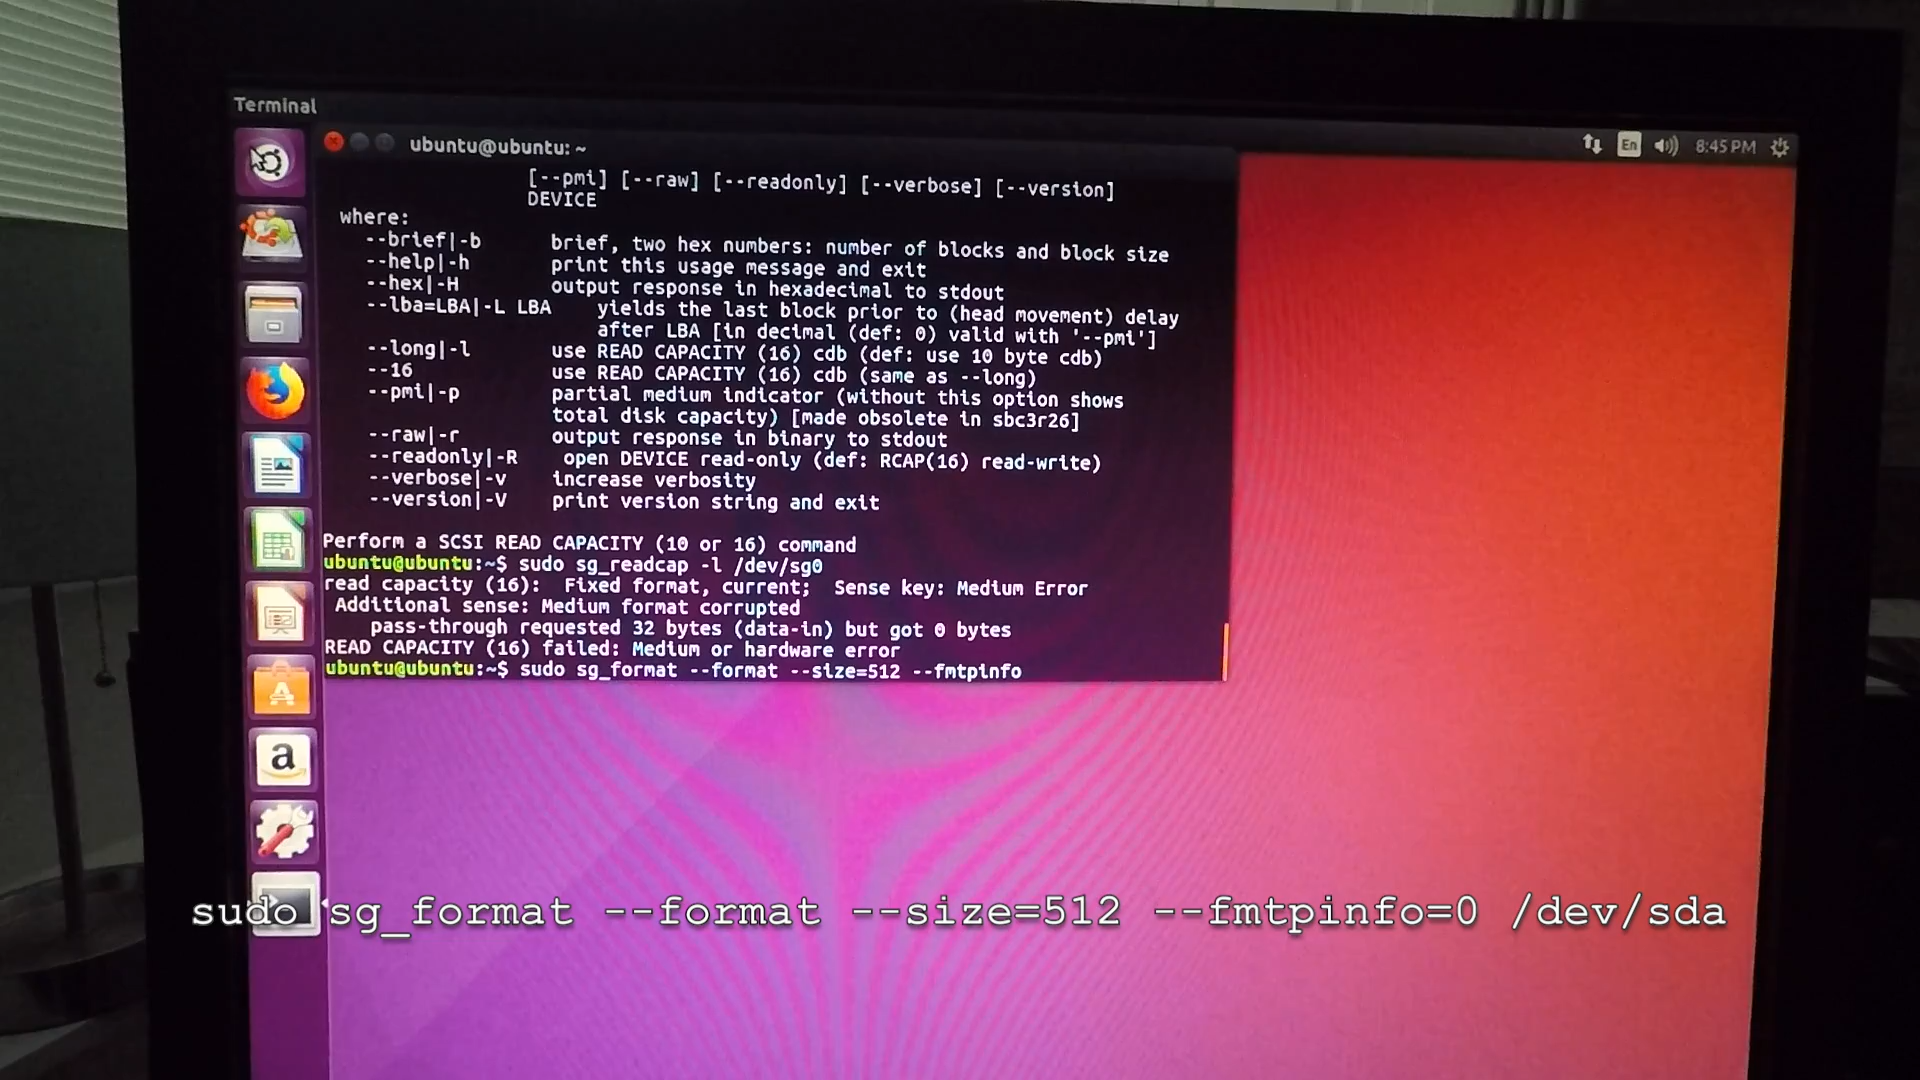 Terminal
ubuntu@ubuntu: ~
En
8:45 PM
[--pmi] [--raw] [--readonly] [--verbose] [--version]
DEVICE
where:
--brief|-b brief, two hex numbers: number of blocks and block size
--help|-h print this usage message and exit
--hex|-H output response in hexadecimal to stdout
--lba=LBA|-L LBA yields the last block prior to (head movement) delay
after LBA [in decimal (def: 0) valid with '--pmi']
--long|-l use READ CAPACITY (16) cdb (def: use 10 byte cdb)
--16 use READ CAPACITY (16) cdb (same as --long)
--pmi|-p partial medium indicator (without this option shows
total disk capacity) [made obsolete in sbc3r26]
--raw|-r output response in binary to stdout
--readonly|-R open DEVICE read-only (def: RCAP(16) read-write)
--verbose|-v increase verbosity
--version|-V print version string and exit
Perform a SCSI READ CAPACITY (10 or 16) command
ubuntu@ubuntu:~$ sudo sg_readcap -l /dev/sg0
read capacity (16): Fixed format, current; Sense key: Medium Error
Additional sense: Medium format corrupted
pass-through requested 32 bytes (data-in) but got 0 bytes
READ CAPACITY (16) failed: Medium or hardware error
ubuntu@ubuntu:~$ sudo sg_format --format --size=512 --fmtpinfo
a
sudo sg_format --format --size=512 --fmtpinfo=0 /dev/sda